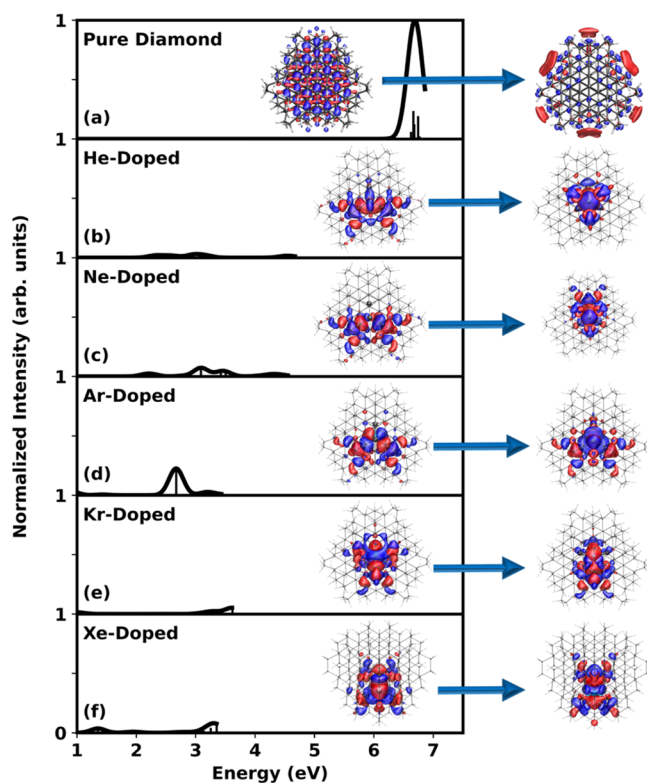 1
Pure Diamond
(a)
1
He-Doped
(b)
1
Ne-Doped
(c)
1
Ar-Doped
(d)
1
Kr-Doped
(e)
1
Xe-Doped
(f)
0
1 2 3 4 5 6 7
Energy (eV)
Normalized Intensity (arb. units)